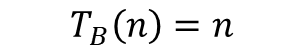 T_B(n) = n